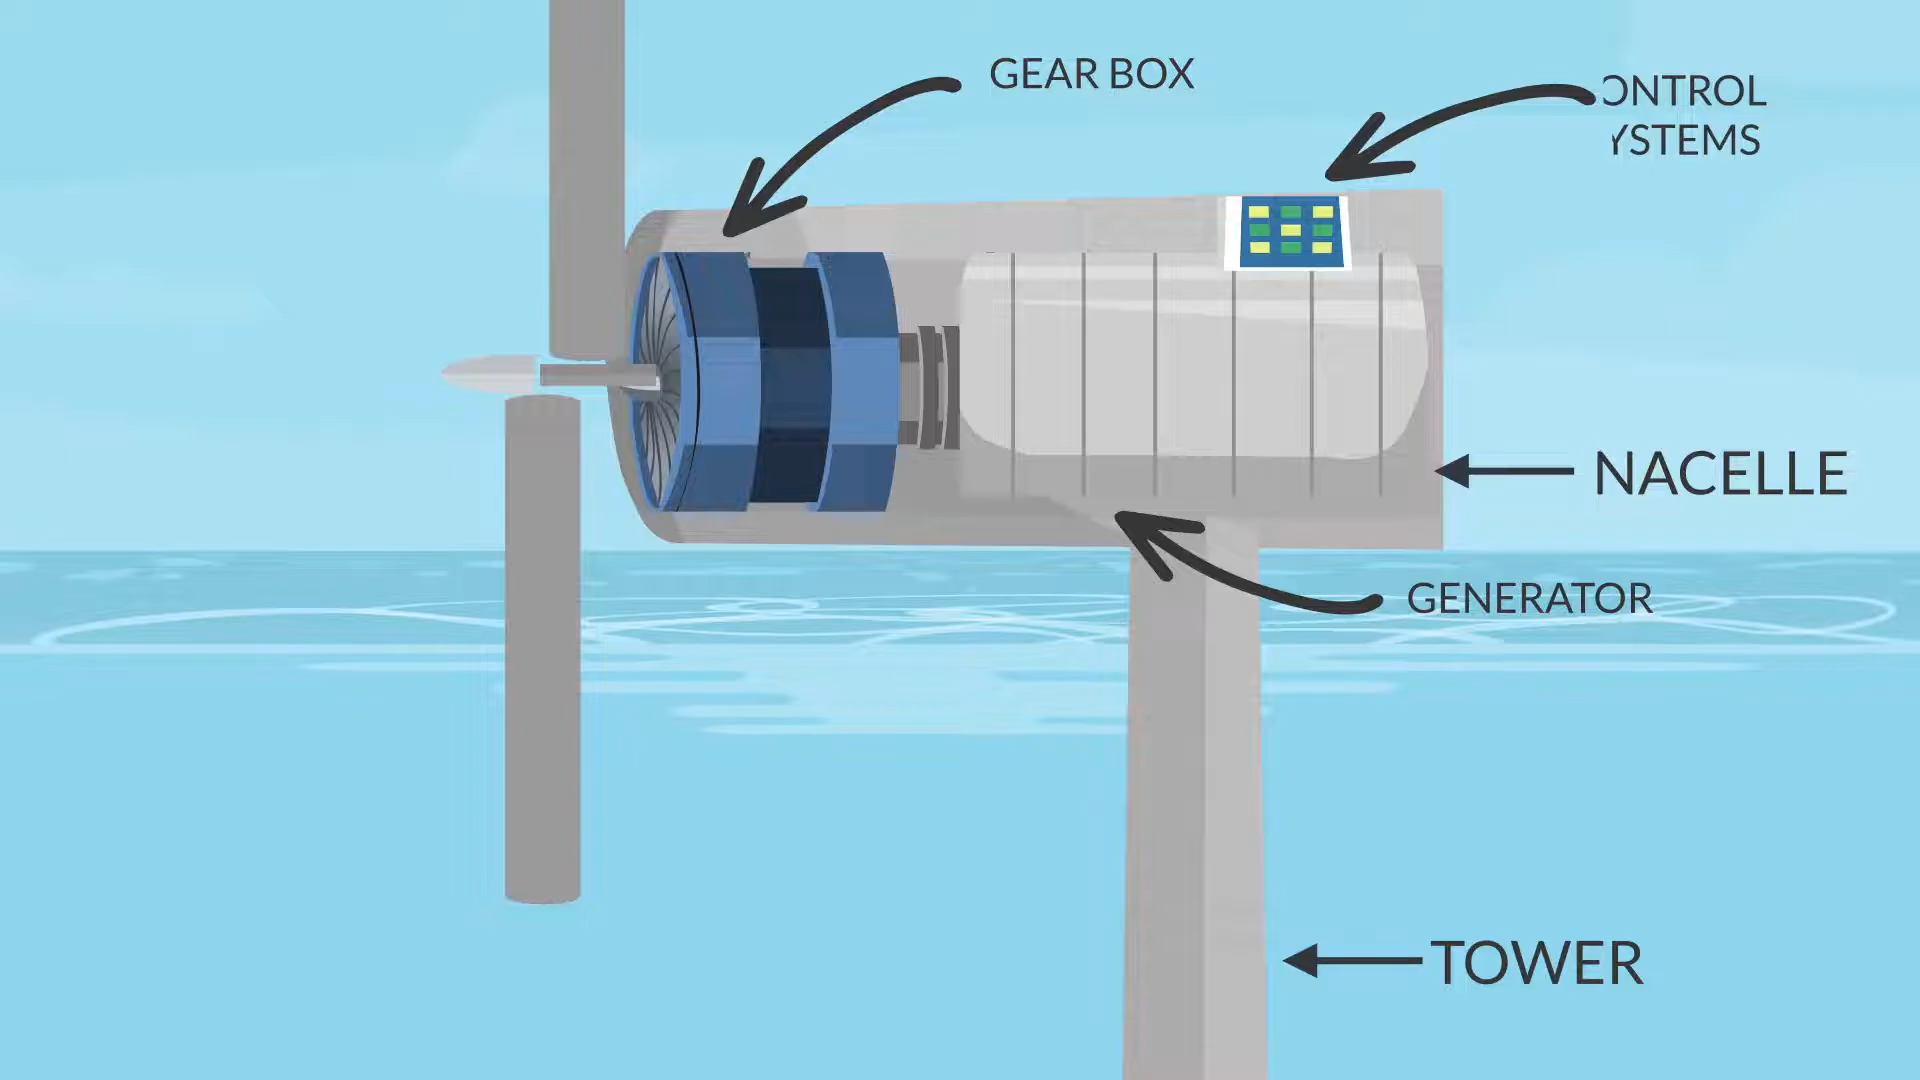 GEAR BOX
ONTROL
YSTEMS
NACELLE
GENERATOR
TOWER